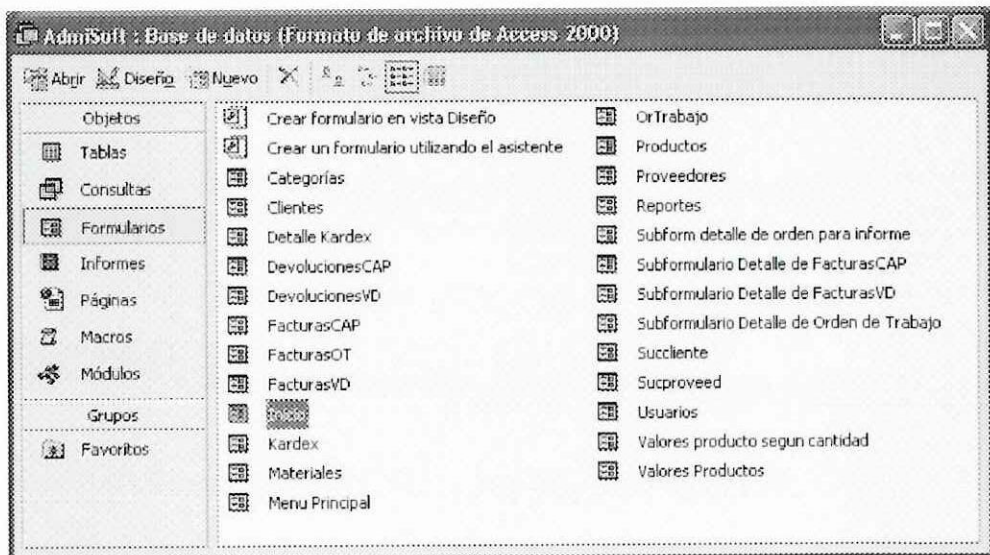 AdmiSoft : Base de datos (Formato de archivo de Access 2000)
Abrir Diseño Nuevo
Objetos
Tablas
Consultas
Formularios
Informes
Páginas
Macros
Módulos
Grupos
Favoritos
Crear formulario en vista Diseño
Crear un formulario utilizando el asistente
Categorías
Clientes
Detalle Kardex
DevolucionesCAP
DevolucionesVD
FacturasCAP
FacturasOT
FacturasVD
Kardex
Materiales
Menu Principal
OrTrabajo
Productos
Proveedores
Reportes
Subform detalle de orden para informe
Subformulario Detalle de FacturasCAP
Subformulario Detalle de FacturasVD
Subformulario Detalle de Orden de Trabajo
Succliente
Sucproveed
Usuarios
Valores producto segun cantidad
Valores Productos